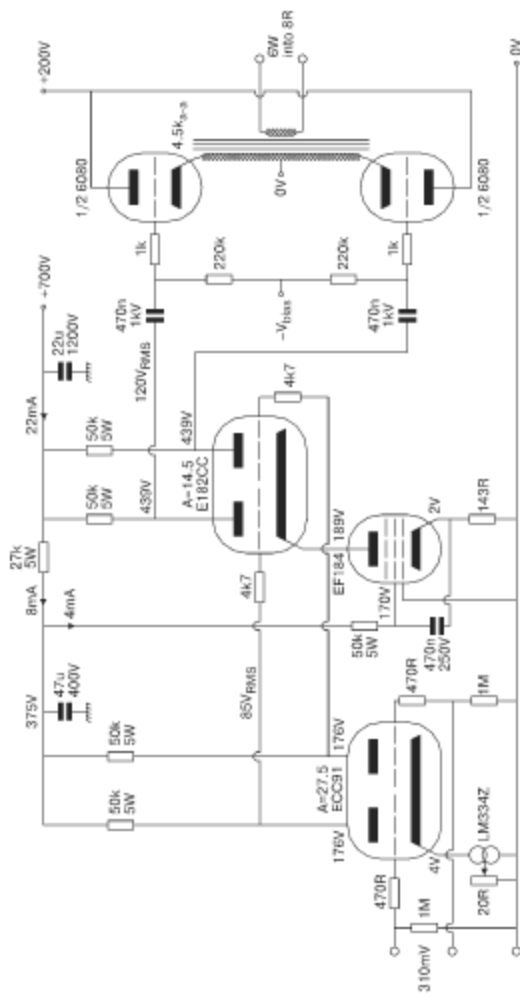 +700V
+200V
22mA
22u
1200V
27k
5W
8mA
4mA
375V
47u
400V
50k
5W
50k
5W
50k
5W
50k
5W
439V
439V
120VRMS
470n
1kV
470n
1kV
1k
1k
220k
220k
-Vbias
1/2 6080
1/2 6080
4.5ka-a
0V
6W
into 8R
A=14.5
E182CC
4k7
4k7
85VRMS
EF184
189V
170V
2V
143R
50k
5W
470n
250V
176V
176V
A=27.5
ECC91
4V
470R
470R
1M
1M
310mV
LM334Z
20R
0V